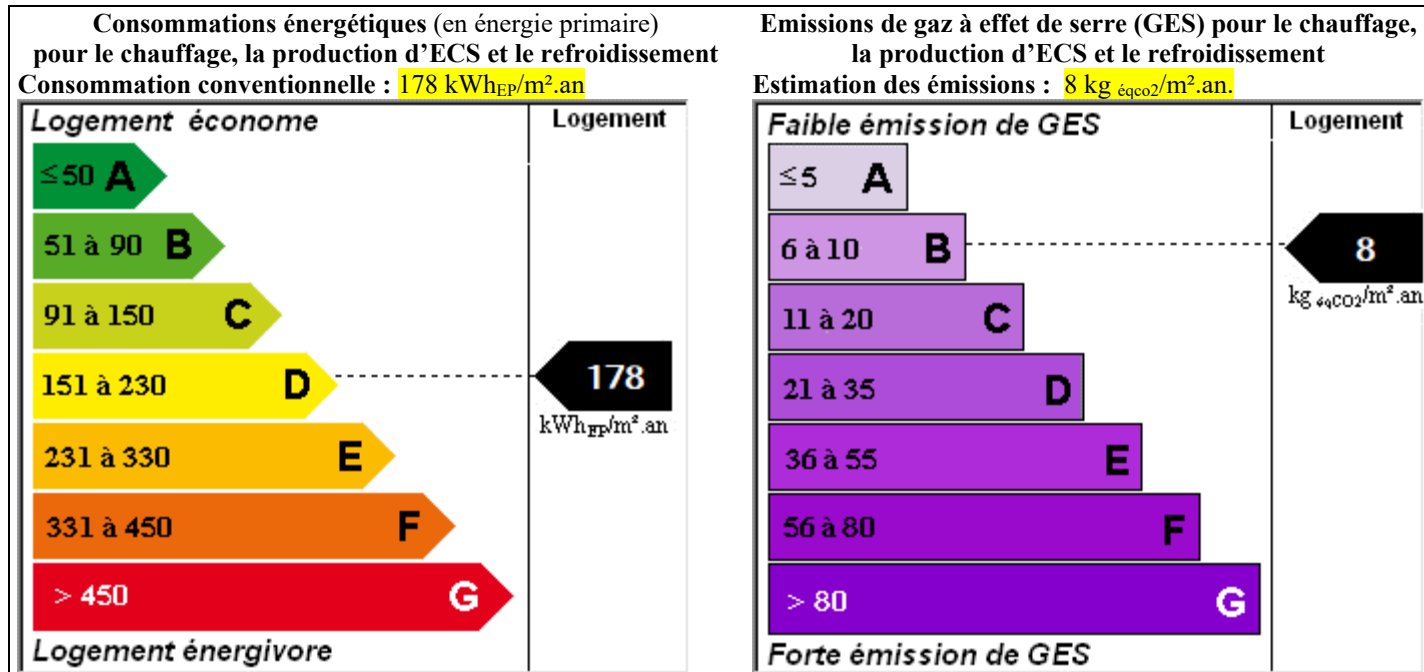 Consommations énergétiques (en énergie primaire)
pour le chauffage, la production d’ECS et le refroidissement
Consommation conventionnelle : 178 kWhEP/m².an
Logement économe
Logement
≤50 A
51 à 90 B
91 à 150 C
151 à 230 D
178
kWhEP/m².an
231 à 330 E
331 à 450 F
> 450 G
Logement énergivore
Emissions de gaz à effet de serre (GES) pour le chauffage,
la production d’ECS et le refroidissement
Estimation des émissions : 8 kg éqco2/m².an.
Faible émission de GES
Logement
≤5 A
6 à 10 B
8
kg éqCO2/m².an
11 à 20 C
21 à 35 D
36 à 55 E
56 à 80 F
> 80 G
Forte émission de GES